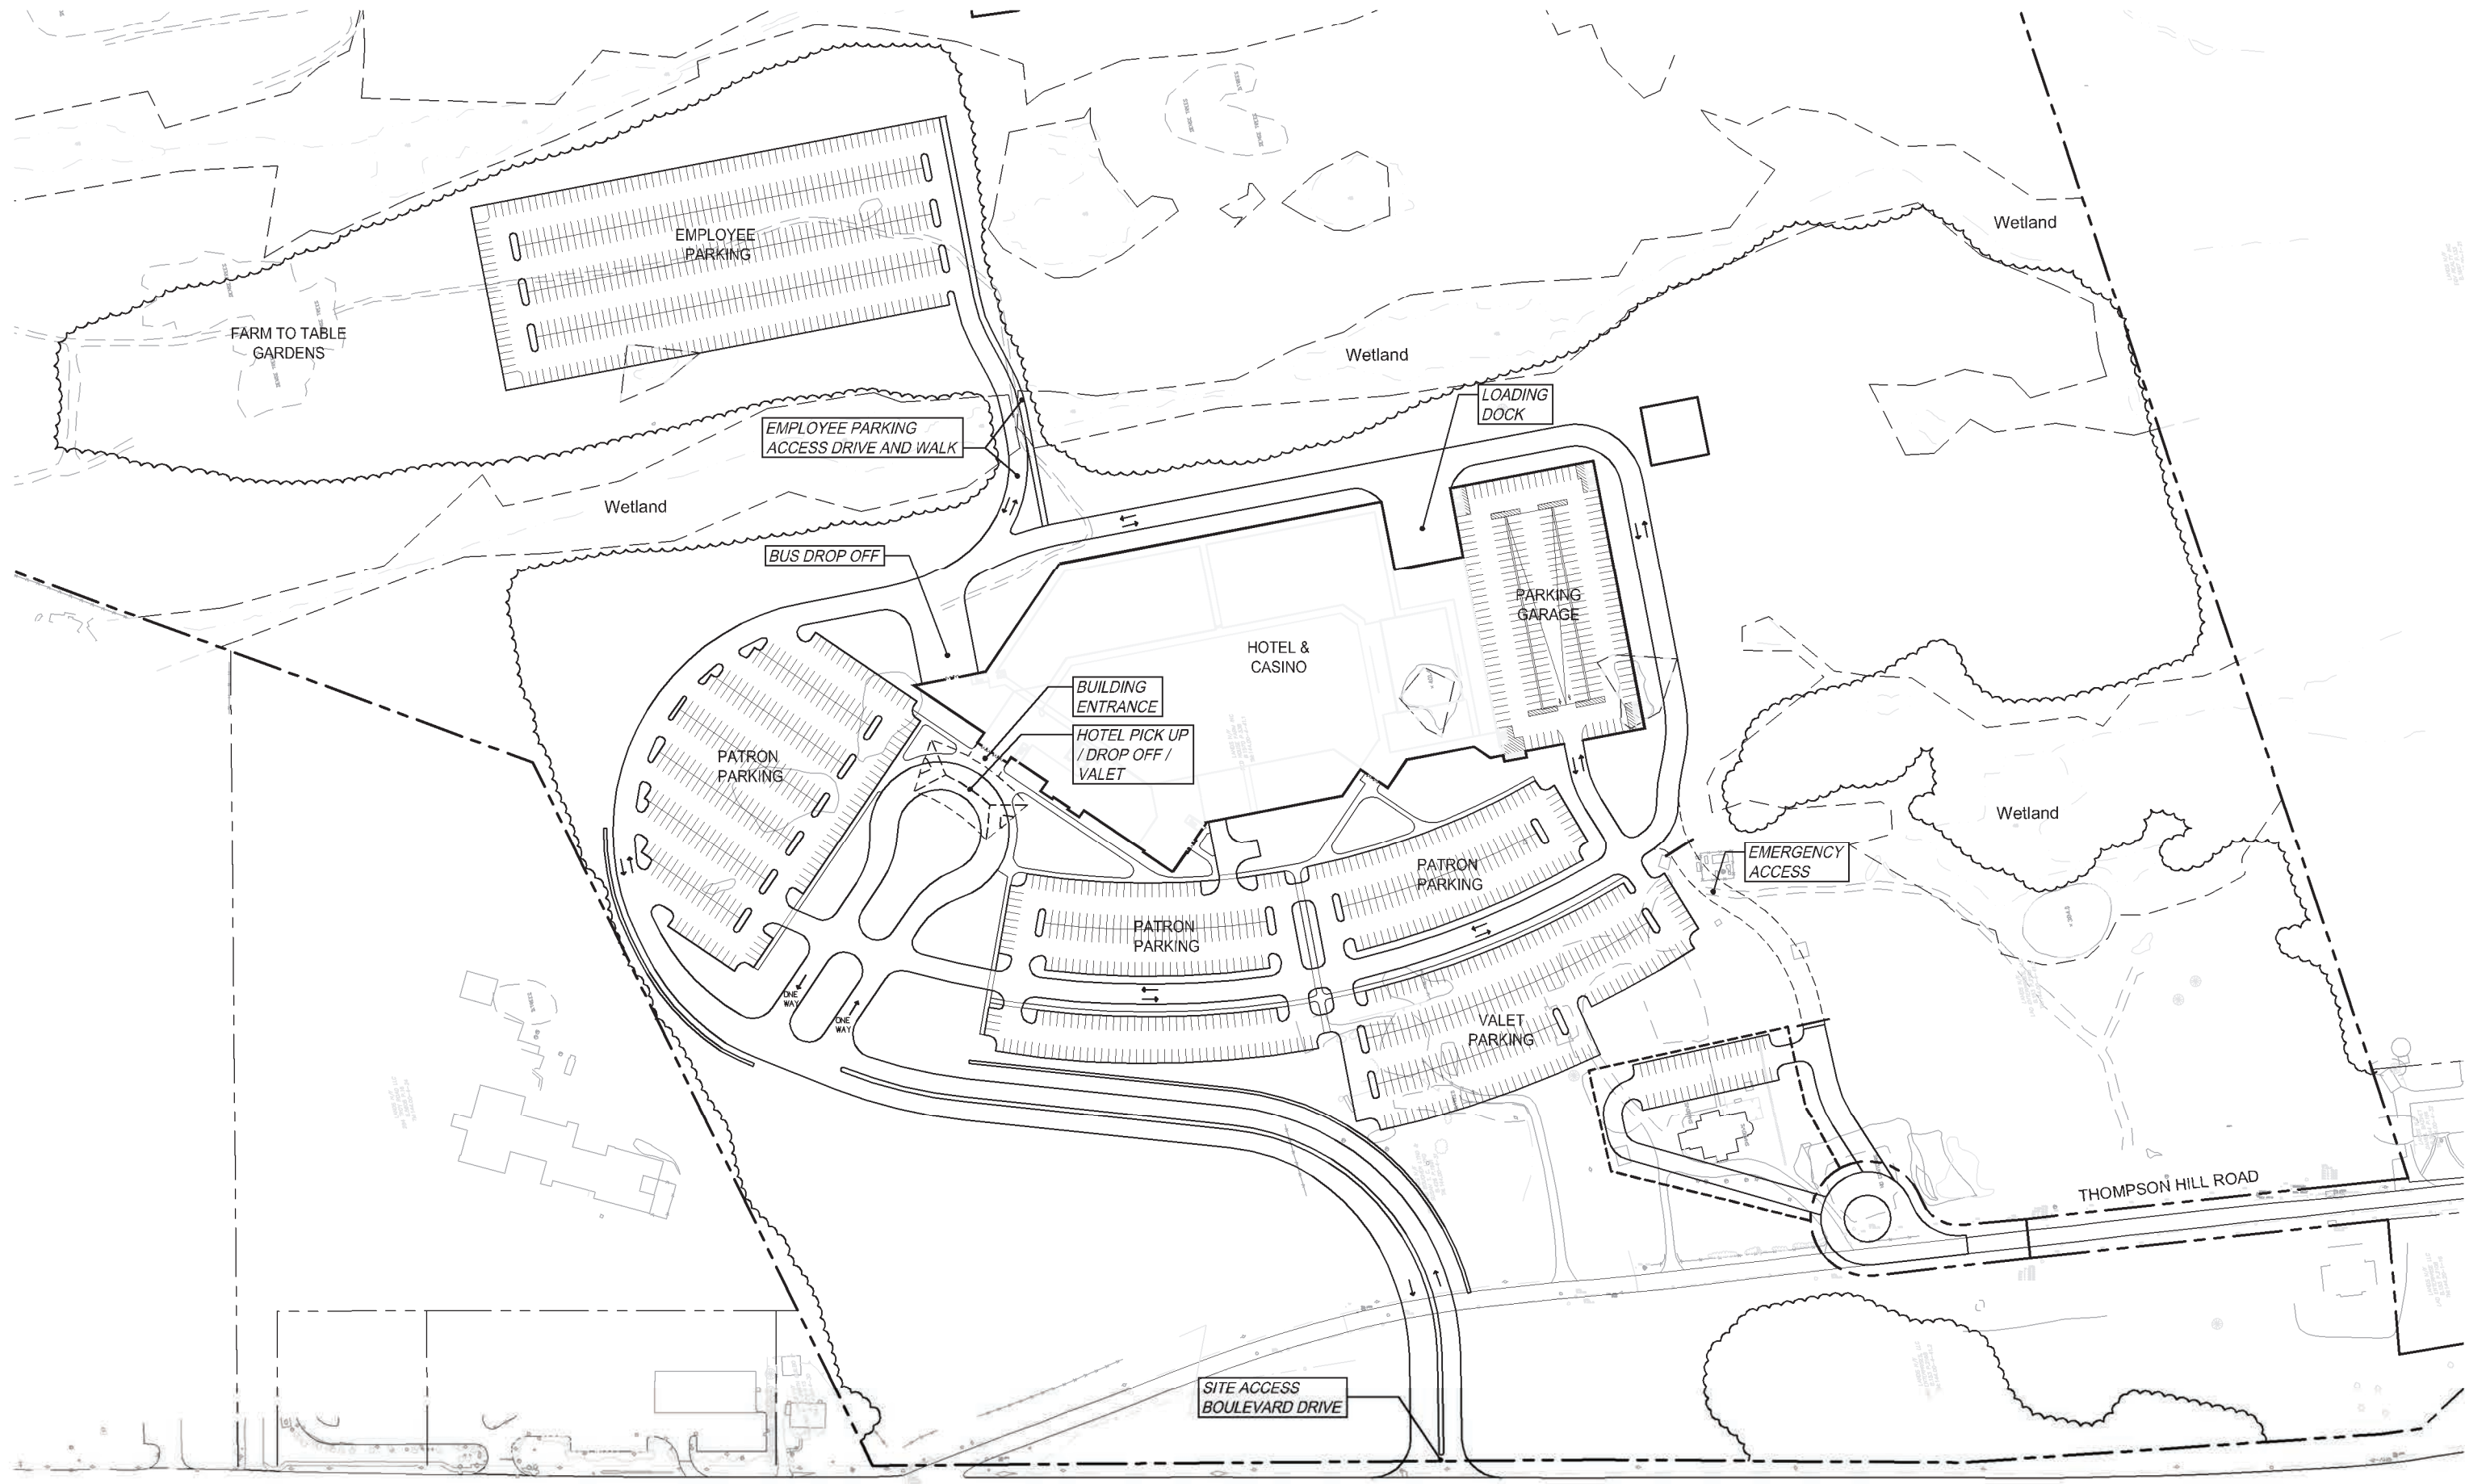 Wetland
EMPLOYEE
PARKING
FARM TO TABLE
GARDENS
Wetland
LOADING
DOCK
EMPLOYEE PARKING
ACCESS DRIVE AND WALK
Wetland
BUS DROP OFF
PARKING
GARAGE
HOTEL &
CASINO
BUILDING
ENTRANCE
HOTEL PICK UP
/ DROP OFF /
VALET
PATRON
PARKING
Wetland
EMERGENCY
ACCESS
PATRON
PARKING
PATRON
PARKING
ONE
WAY
ONE
WAY
VALET
PARKING
THOMPSON HILL ROAD
SITE ACCESS
BOULEVARD DRIVE